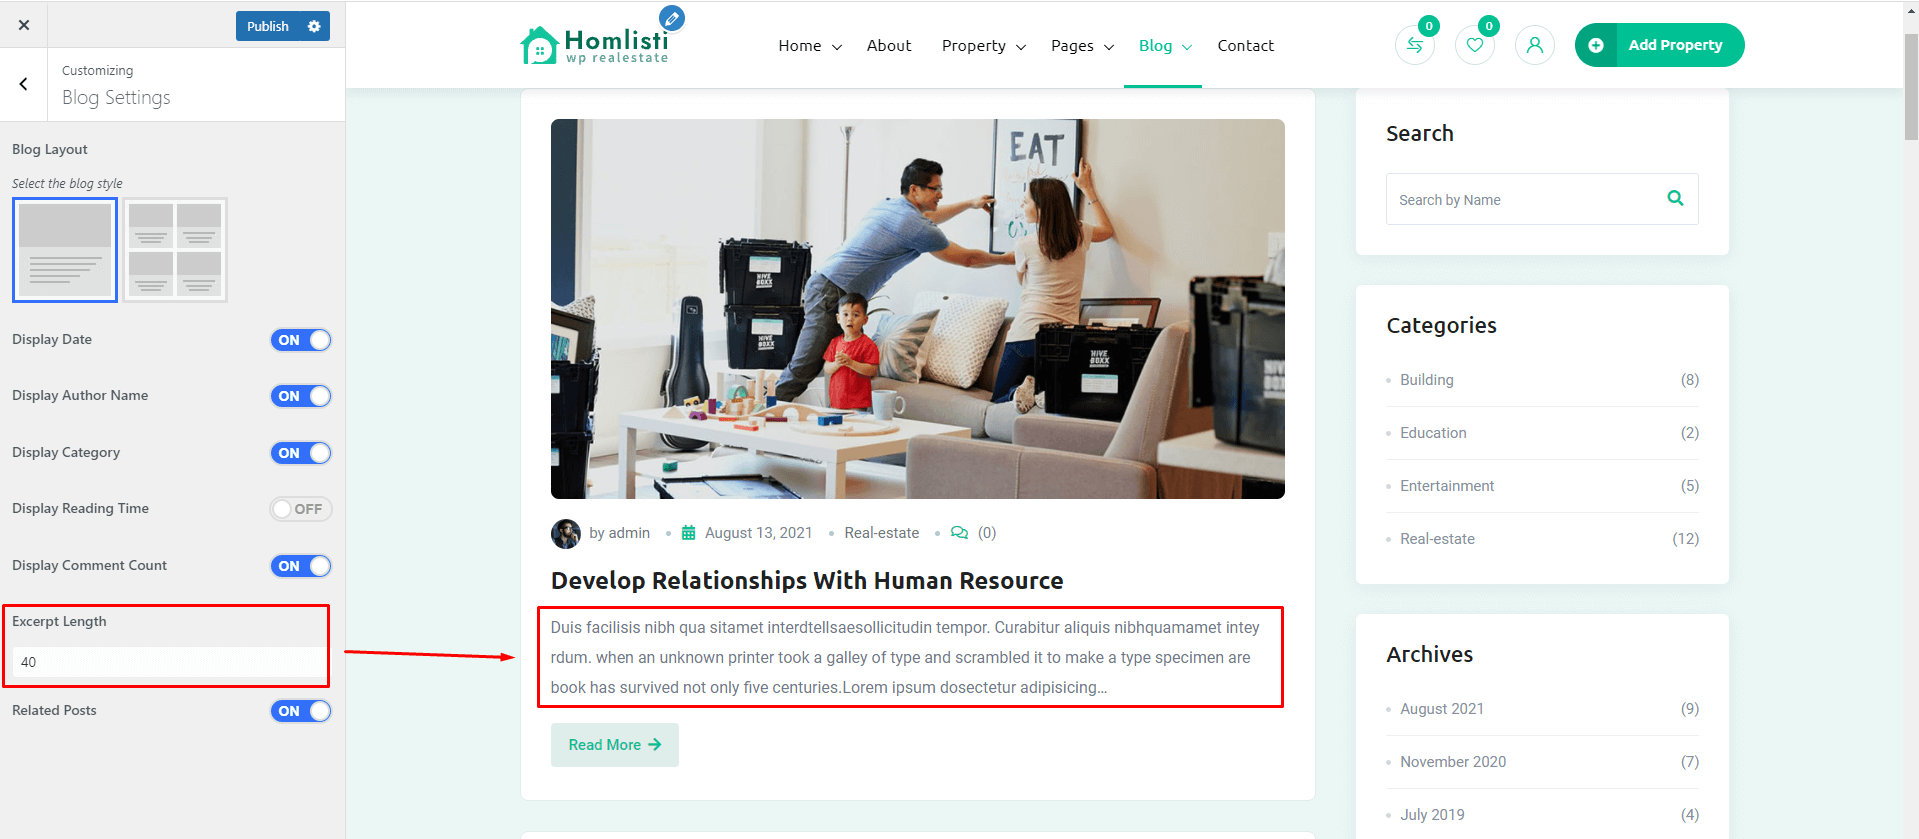 Publish
Customizing
Blog Settings
Blog Layout
Select the blog style
Display Date
ON
Display Author Name
ON
Display Category
ON
Display Reading Time
OFF
Display Comment Count
ON
Excerpt Length
40
Related Posts
ON
Homlisti
wp realestate
Home
About
Property
Pages
Blog
Contact
0
0
Add Property
EAT
HIVE
BOXX
HIVE
BOXX
by admin
August 13, 2021
Real-estate
(0)
Develop Relationships With Human Resource
Duis facilisis nibh qua sitamet interdtellsaesollicitudin tempor. Curabitur aliquis nibhquamamet intey
rdum. when an unknown printer took a galley of type and scrambled it to make a type specimen are
book has survived not only five centuries.Lorem ipsum dosectetur adipisicing...
Read More
Search
Search by Name
Categories
Building (8)
Education (2)
Entertainment (5)
Real-estate (12)
Archives
August 2021 (9)
November 2020 (7)
July 2019 (4)